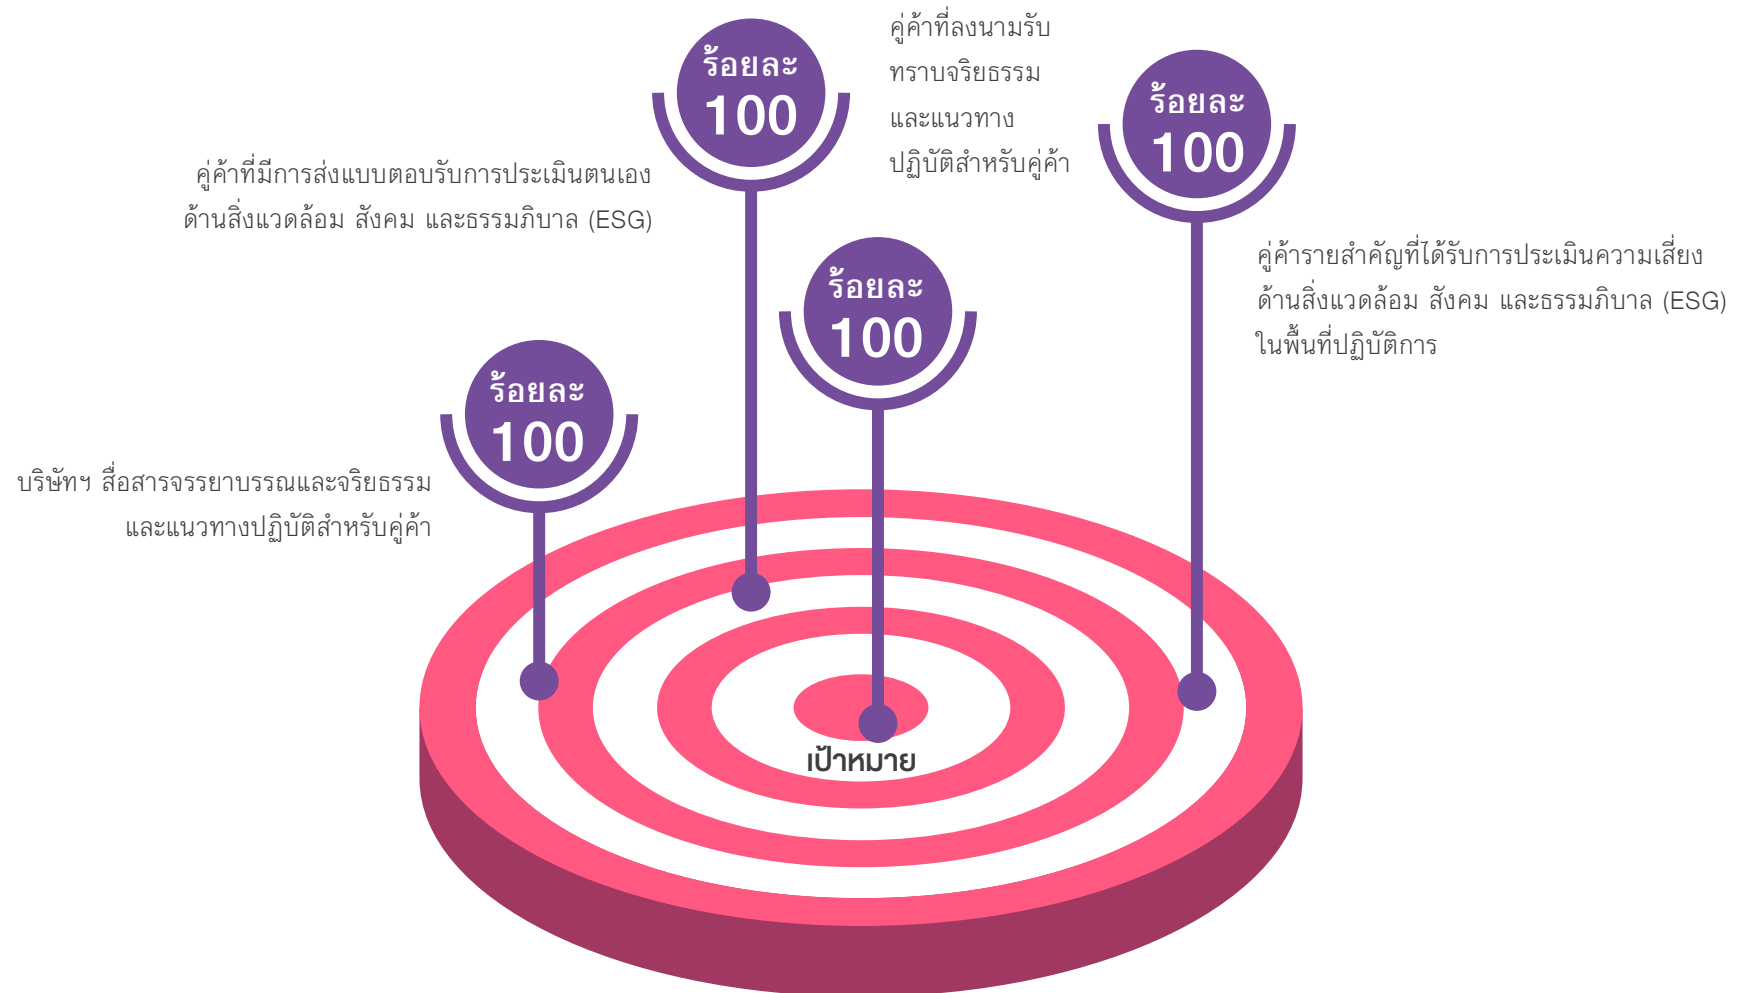 ร้อยละ
100
บริษัทฯ สื่อสารจรรยาบรรณและจริยธรรม
และแนวทางปฏิบัติสำหรับคู่ค้า
ร้อยละ
100
คู่ค้าที่มีการส่งแบบตอบรับการประเมินตนเอง
ด้านสิ่งแวดล้อม สังคม และธรรมภิบาล (ESG)
ร้อยละ
100
คู่ค้าที่ลงนามรับ
ทราบจริยธรรม
และแนวทาง
ปฏิบัติสำหรับคู่ค้า
ร้อยละ
100
คู่ค้ารายสำคัญที่ได้รับการประเมินความเสี่ยง
ด้านสิ่งแวดล้อม สังคม และธรรมภิบาล (ESG)
ในพื้นที่ปฏิบัติการ
เป้าหมาย